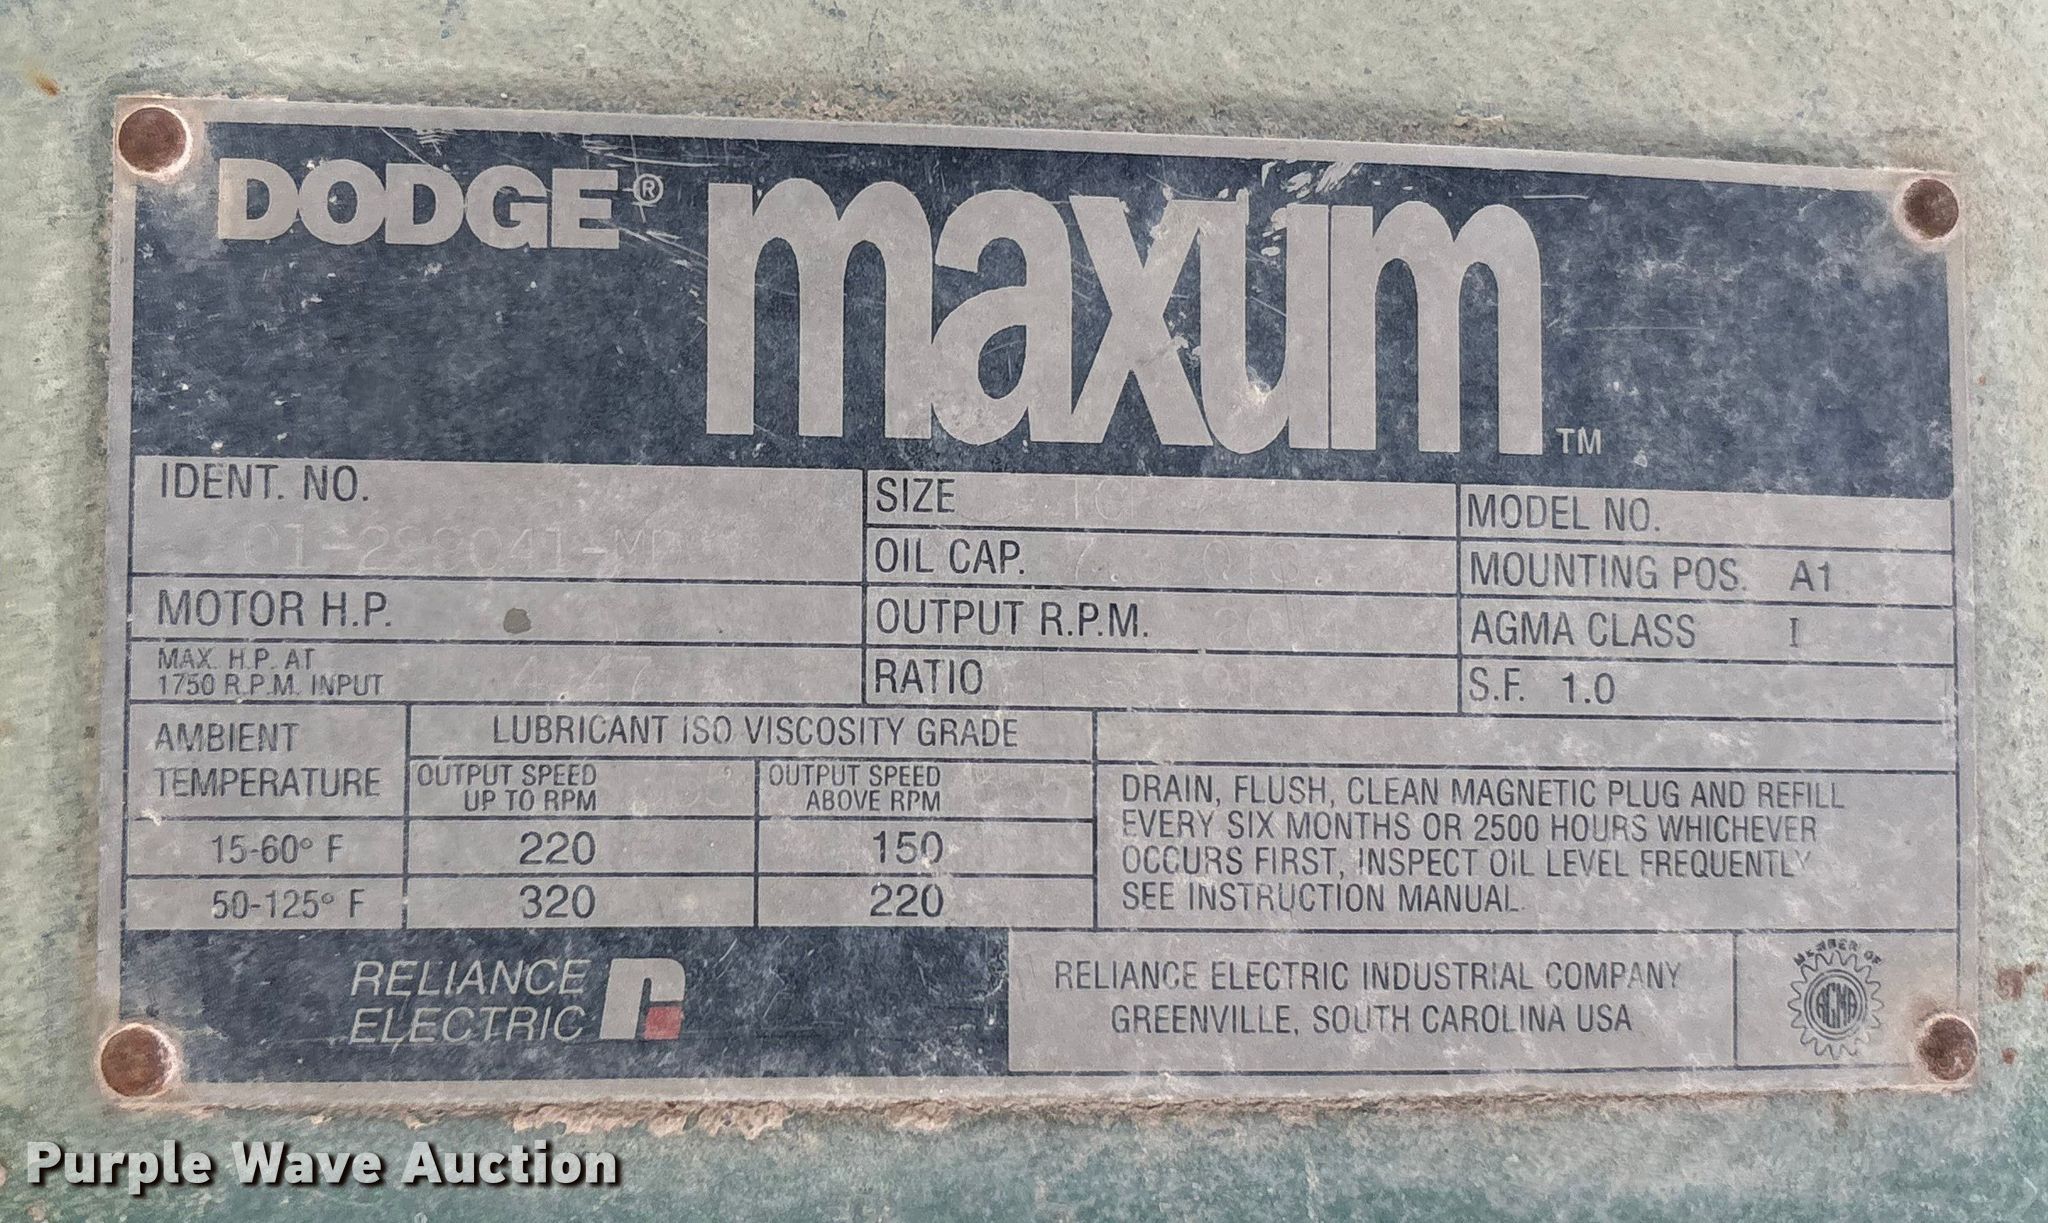 DODGE® maxum™
IDENT. NO.
SIZE
MODEL NO.
OIL CAP.
MOUNTING POS. A1
MOTOR H.P.
OUTPUT R.P.M.
AGMA CLASS I
MAX. H.P. AT
1750 R.P.M. INPUT
RATIO
S.F. 1.0
AMBIENT
TEMPERATURE
LUBRICANT ISO VISCOSITY GRADE
OUTPUT SPEED
UP TO RPM
OUTPUT SPEED
ABOVE RPM
15-60° F 220 150
50-125° F 320 220
DRAIN, FLUSH, CLEAN MAGNETIC PLUG AND REFILL
EVERY SIX MONTHS OR 2500 HOURS WHICHEVER
OCCURS FIRST, INSPECT OIL LEVEL FREQUENTLY
SEE INSTRUCTION MANUAL.
RELIANCE
ELECTRIC
RELIANCE ELECTRIC INDUSTRIAL COMPANY
GREENVILLE, SOUTH CAROLINA USA
MEMBER OF
AGMA
Purple Wave Auction